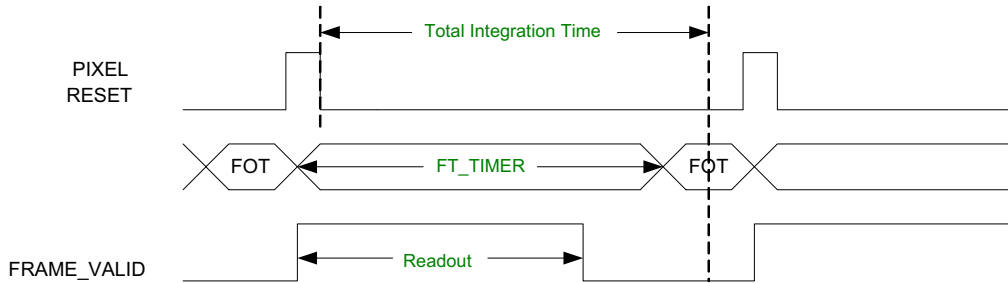 Total Integration Time
PIXEL
RESET
FOT
FT_TIMER
FOT
FRAME_VALID
Readout